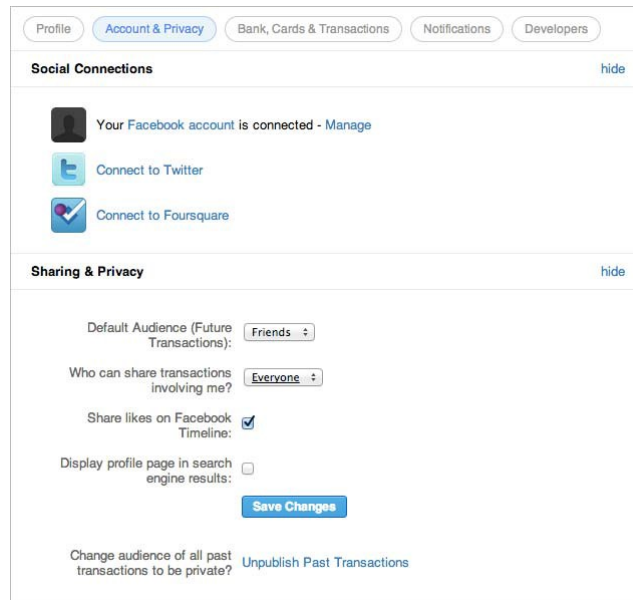 Profile Account & Privacy Bank, Cards & Transactions Notifications Developers
Social Connections hide
Your Facebook account is connected - Manage
Connect to Twitter
Connect to Foursquare
Sharing & Privacy hide
Default Audience (Future
Transactions): Friends
Who can share transactions
involving me? Everyone
Share likes on Facebook
Timeline:
Display profile page in search
engine results:
Save Changes
Change audience of all past
transactions to be private? Unpublish Past Transactions